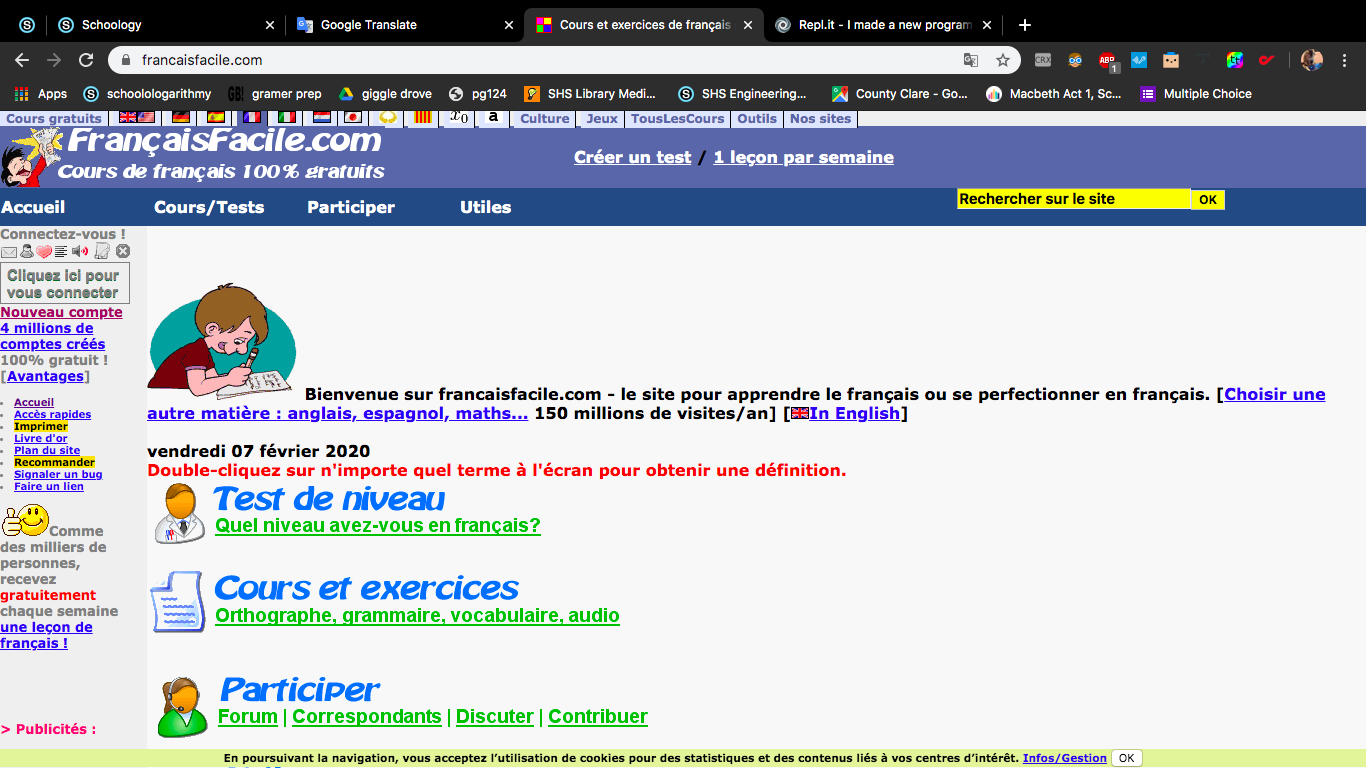 Schoology
Google Translate
Cours et exercices de français
Repl.it - I made a new program
francaisfacile.com
CRX
ABP
1
Apps
schoolologarithmy
GB!
gramer prep
giggle drove
pg124
SHS Library Medi...
SHS Engineering...
County Clare - Go...
Macbeth Act 1, Sc...
Multiple Choice
Cours gratuits
x0
a
Culture
Jeux
TousLesCours
Outils
Nos sites
FrançaisFacile.com
Cours de français 100% gratuits
Créer un test / 1 leçon par semaine
Accueil
Cours/Tests
Participer
Utiles
Rechercher sur le site
OK
Connectez-vous !
Cliquez ici pour
vous connecter
Nouveau compte
4 millions de
comptes créés
100% gratuit !
[Avantages]
Accueil
Accès rapides
Imprimer
Livre d'or
Plan du site
Recommander
Signaler un bug
Faire un lien
Comme
des milliers de
personnes,
recevez
gratuitement
chaque semaine
une leçon de
français !
> Publicités :
Bienvenue sur francaisfacile.com - le site pour apprendre le français ou se perfectionner en français. [Choisir une
autre matière : anglais, espagnol, maths... 150 millions de visites/an] [In English]
vendredi 07 février 2020
Double-cliquez sur n'importe quel terme à l'écran pour obtenir une définition.
Test de niveau
Quel niveau avez-vous en français?
Cours et exercices
Orthographe, grammaire, vocabulaire, audio
Participer
Forum | Correspondants | Discuter | Contribuer
En poursuivant la navigation, vous acceptez l'utilisation de cookies pour des statistiques et des contenus liés à vos centres d'intérêt. Infos/Gestion OK